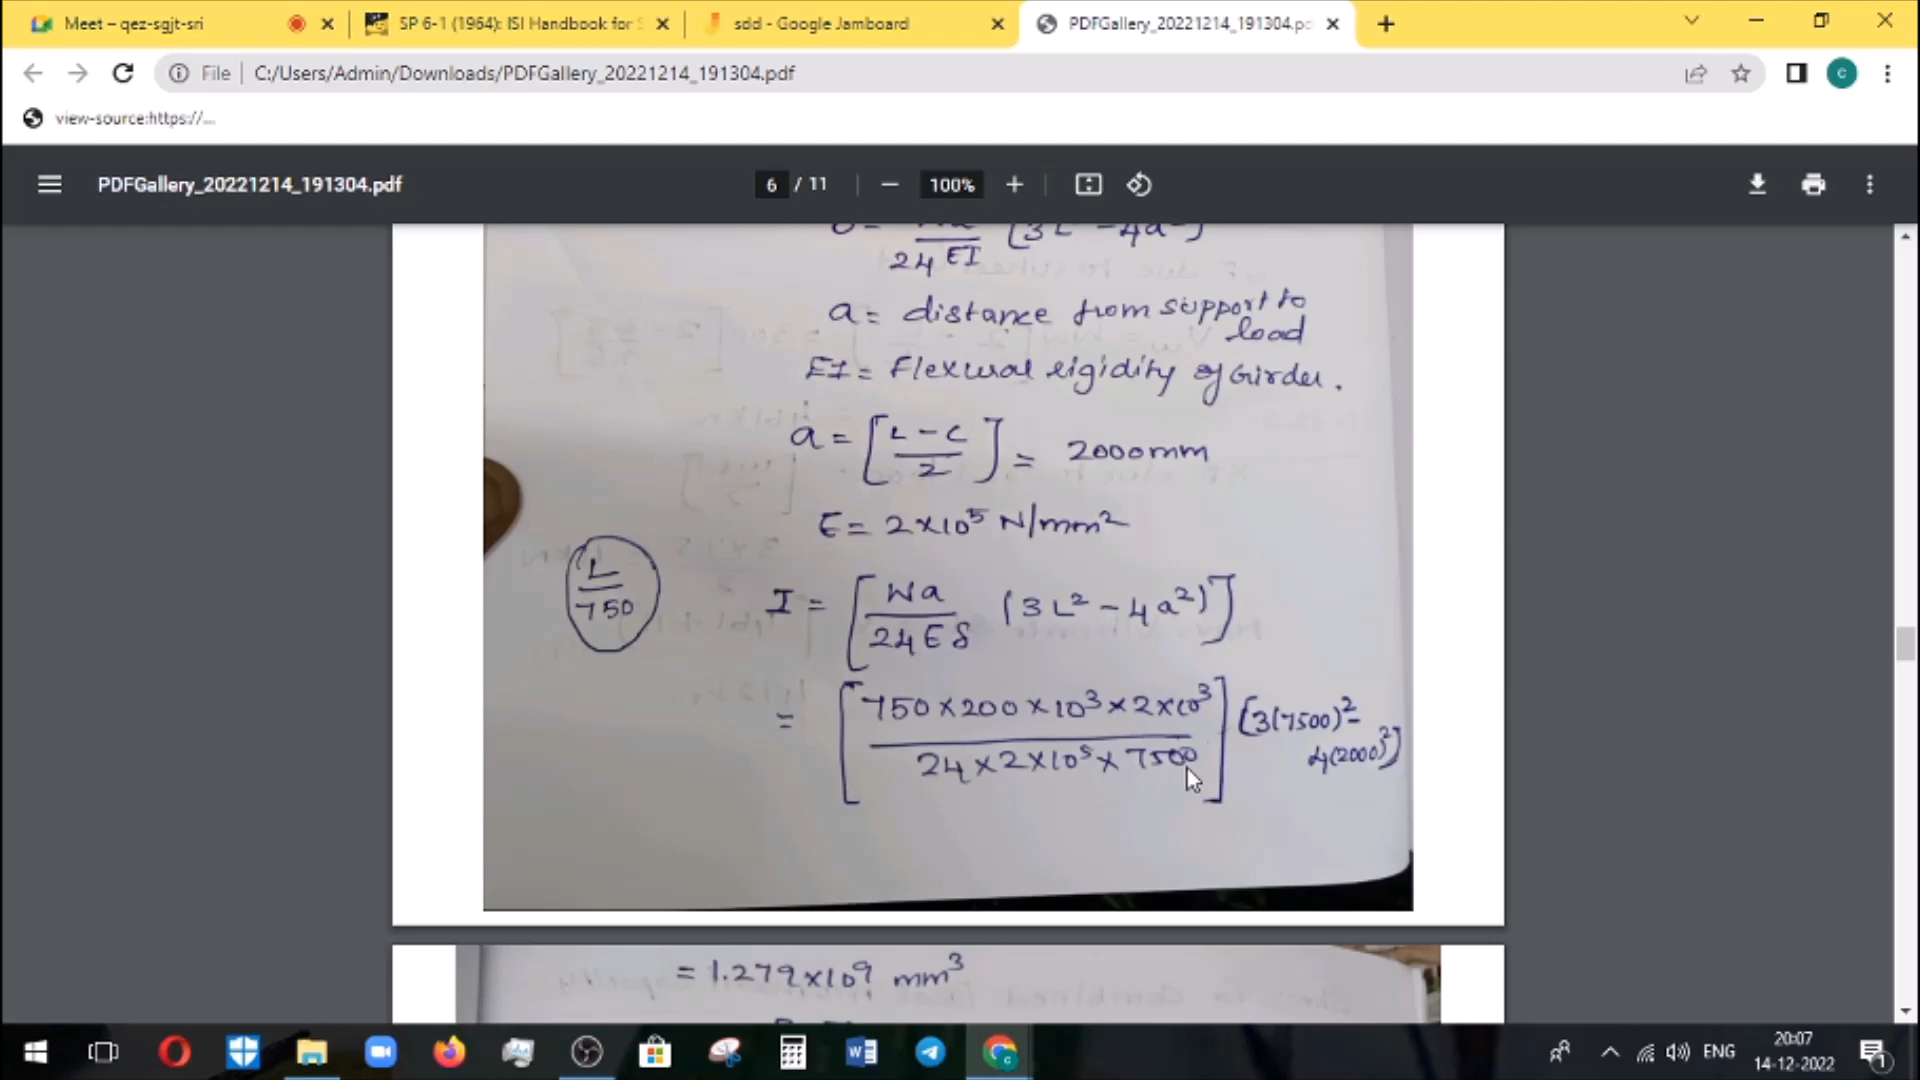 Meet – qez-sgjt-sri
SP 6-1 (1964): ISI Handbook for S
sdd - Google Jamboard
PDFGallery_20221214_191304.pd
File C:/Users/Admin/Downloads/PDFGallery_20221214_191304.pdf
C
view-source:https://...
PDFGallery_20221214_191304.pdf
6 / 11 − 100% +
24 EI [3L² - 4a²]
a = distance from support to
load
EI = Flexural rigidity of Girder.
a = [L-C/2] = 2000mm
E = 2×10⁵ N/mm²
L/750
I = [Wa/24Eδ (3L² - 4a²)]
= [750×200×10³×2×10³/24×2×10⁵×7500] [3(7500)² -
4(2000)²]
= 1.279×10⁹ mm³
W
ENG
20:07
14-12-2022
1